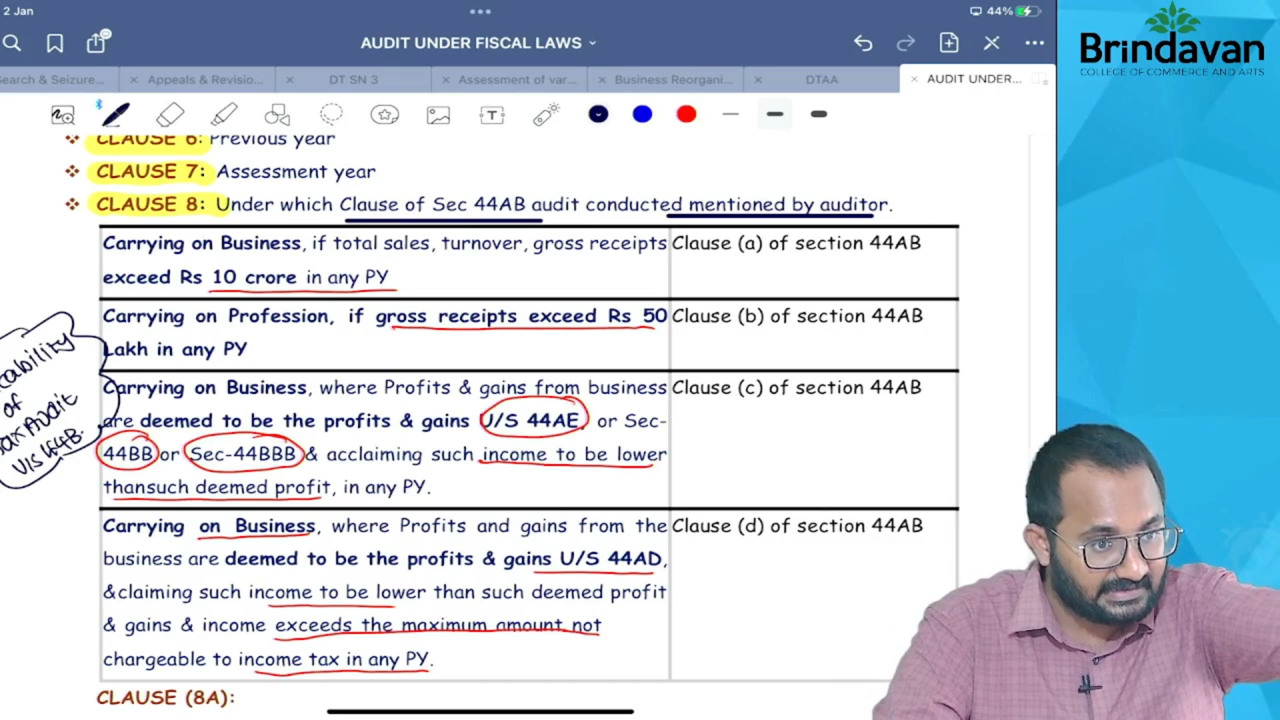 2 Jan
44%
AUDIT UNDER FISCAL LAWS
earch & Seizure...
Appeals & Revisio...
DT SN 3
Assessment of var...
Business Reorgani...
DTAA
AUDIT UNDER...
Brindavan
COLLEGE OF COMMERCE AND ARTS
CLAUSE 6: Previous year
CLAUSE 7: Assessment year
CLAUSE 8: Under which Clause of Sec 44AB audit conducted mentioned by auditor.
Carrying on Business, if total sales, turnover, gross receipts
exceed Rs 10 crore in any PY
Clause (a) of section 44AB
Carrying on Profession, if gross receipts exceed Rs 50
Lakh in any PY
Clause (b) of section 44AB
Carrying on Business, where Profits & gains from business
are deemed to be the profits & gains U/S 44AE, or Sec-
44BB or Sec-44BBB & acclaiming such income to be lower
thansuch deemed profit, in any PY.
Clause (c) of section 44AB
Carrying on Business, where Profits and gains from the
business are deemed to be the profits & gains U/S 44AD,
&claiming such income to be lower than such deemed profit
& gains & income exceeds the maximum amount not
chargeable to income tax in any PY.
Clause (d) of section 44AB
cability
of
Tax Audit
U/S 44AB.
CLAUSE (8A):